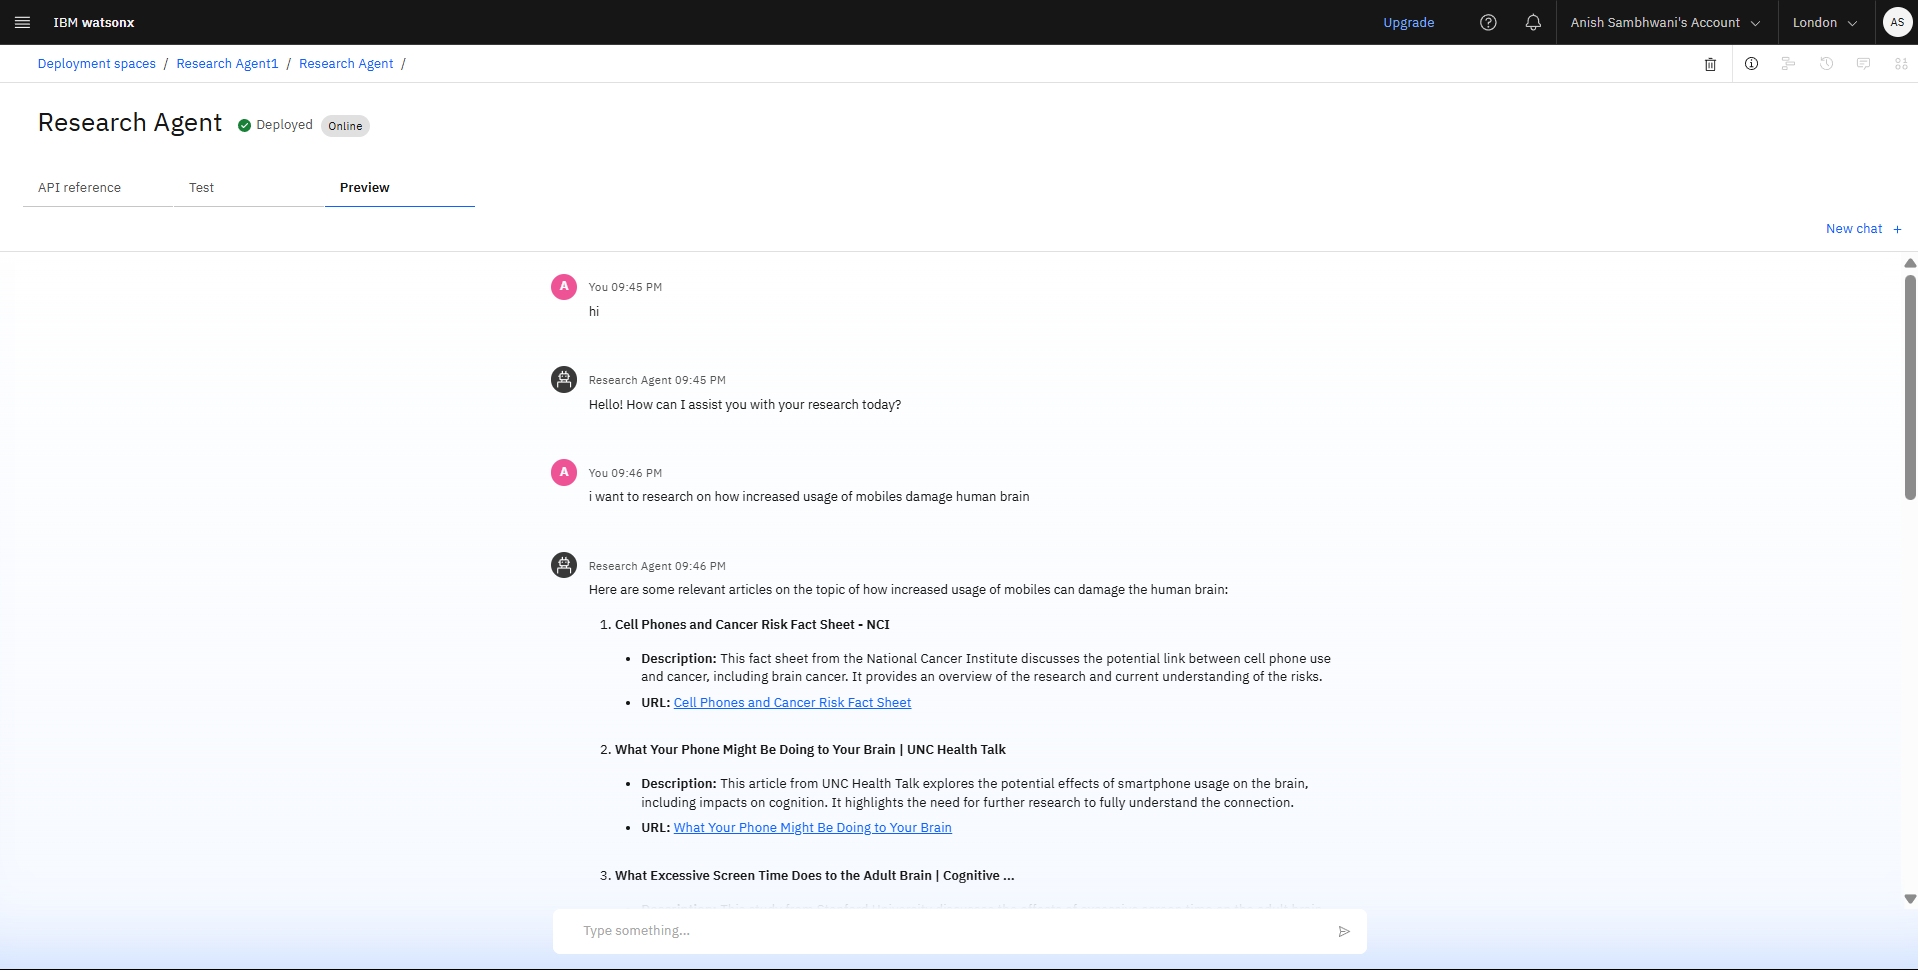 IBM watsonx
Upgrade
Anish Sambhwani's Account
London
AS
Deployment spaces / Research Agent1 / Research Agent /
Research Agent
Deployed
Online
API reference
Test
Preview
New chat +
A
You 09:45 PM
hi
Research Agent 09:45 PM
Hello! How can I assist you with your research today?
A
You 09:46 PM
i want to research on how increased usage of mobiles damage human brain
Research Agent 09:46 PM
Here are some relevant articles on the topic of how increased usage of mobiles can damage the human brain:
1. Cell Phones and Cancer Risk Fact Sheet - NCI
• Description: This fact sheet from the National Cancer Institute discusses the potential link between cell phone use
and cancer, including brain cancer. It provides an overview of the research and current understanding of the risks.
• URL: Cell Phones and Cancer Risk Fact Sheet
2. What Your Phone Might Be Doing to Your Brain | UNC Health Talk
• Description: This article from UNC Health Talk explores the potential effects of smartphone usage on the brain,
including impacts on cognition. It highlights the need for further research to fully understand the connection.
• URL: What Your Phone Might Be Doing to Your Brain
3. What Excessive Screen Time Does to the Adult Brain | Cognitive ...
Type something...